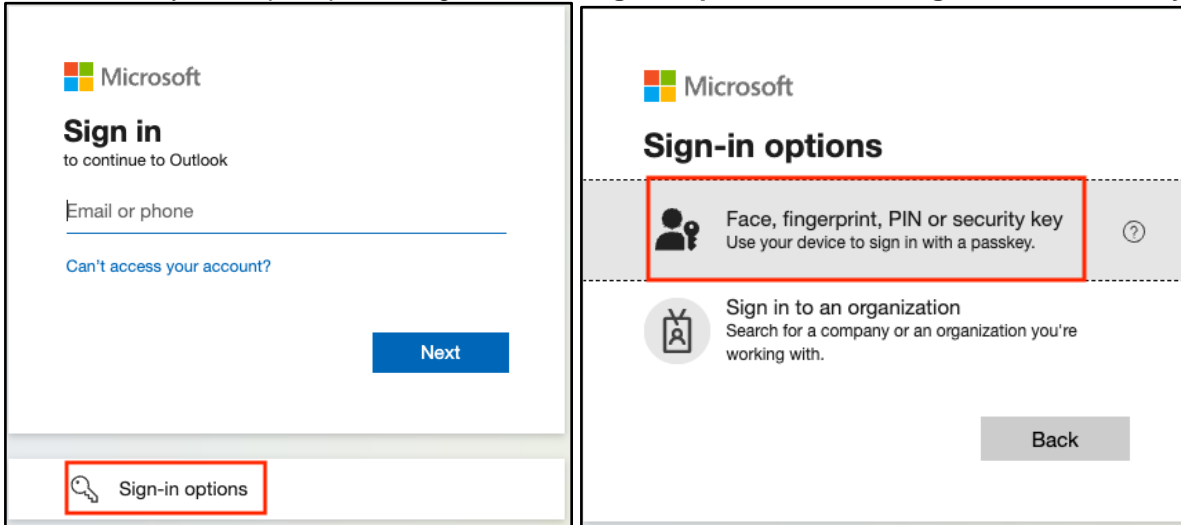 Microsoft
Sign in
to continue to Outlook
Email or phone
Can't access your account?
Next
Sign-in options
Microsoft
Sign-in options
Face, fingerprint, PIN or security key
Use your device to sign in with a passkey.
Sign in to an organization
Search for a company or an organization you're
working with.
Back